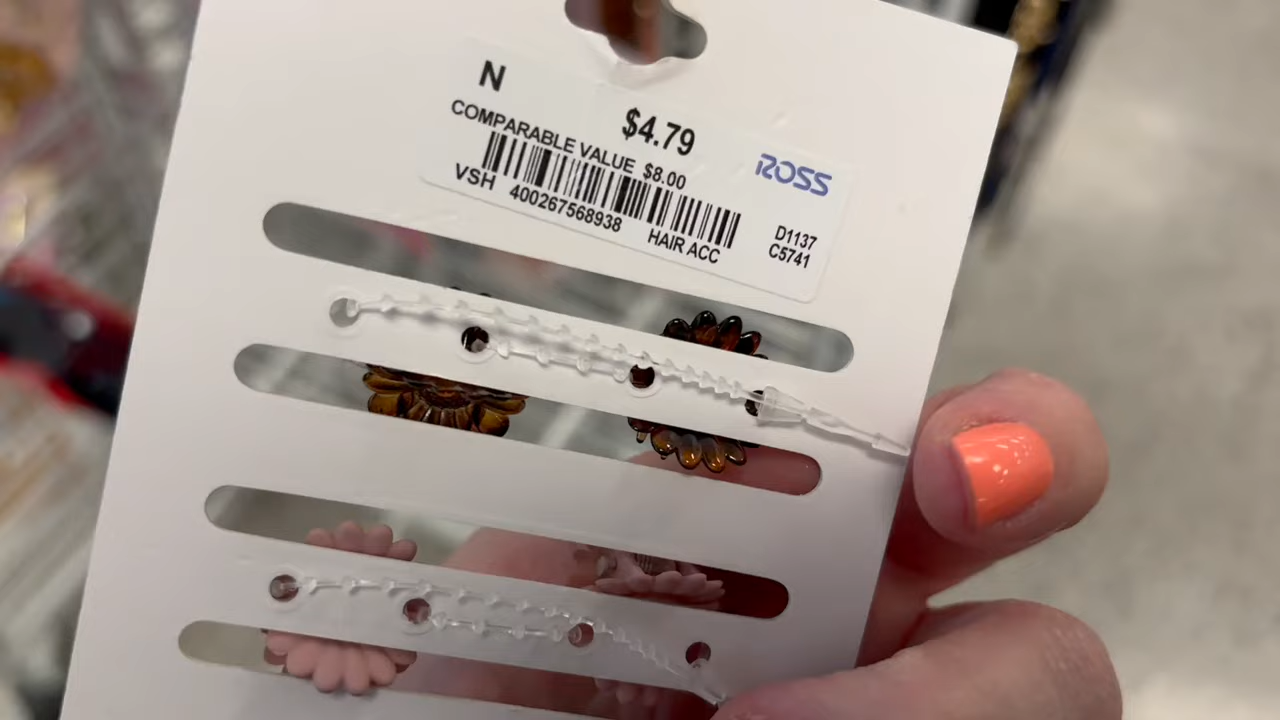 N
$4.79
COMPARABLE VALUE $8.00
ROSS
VSH 400267568938 HAIR ACC
D1137
C5741